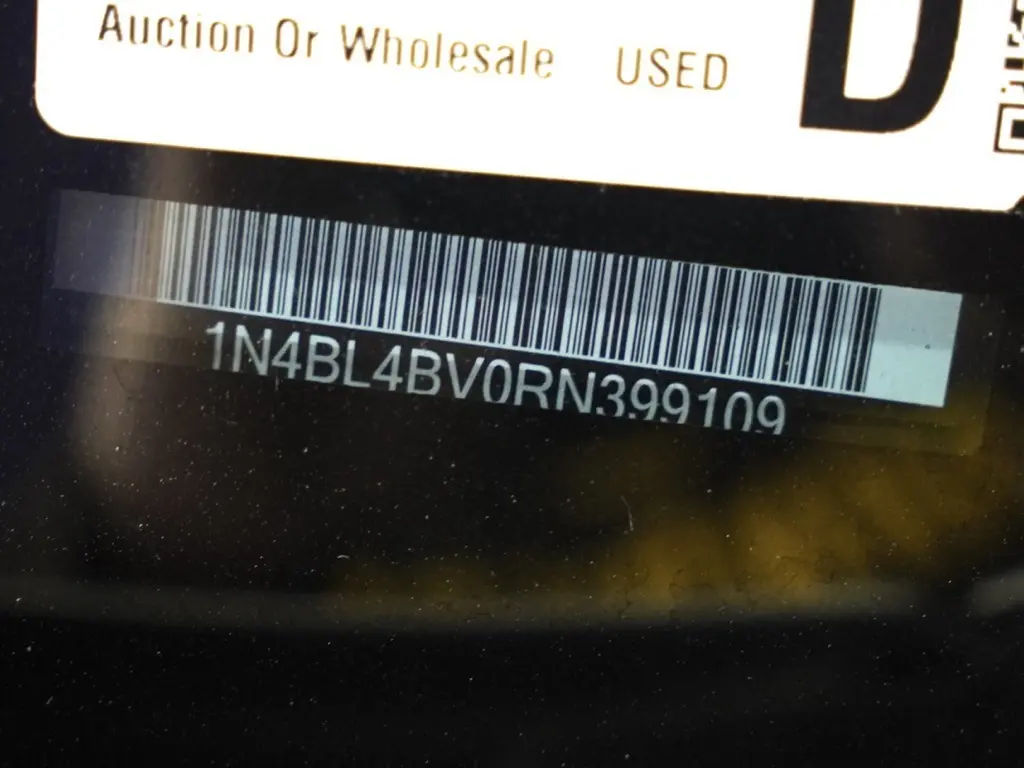 Auction Or Wholesale USED D
1N4BL4BV0RN399109